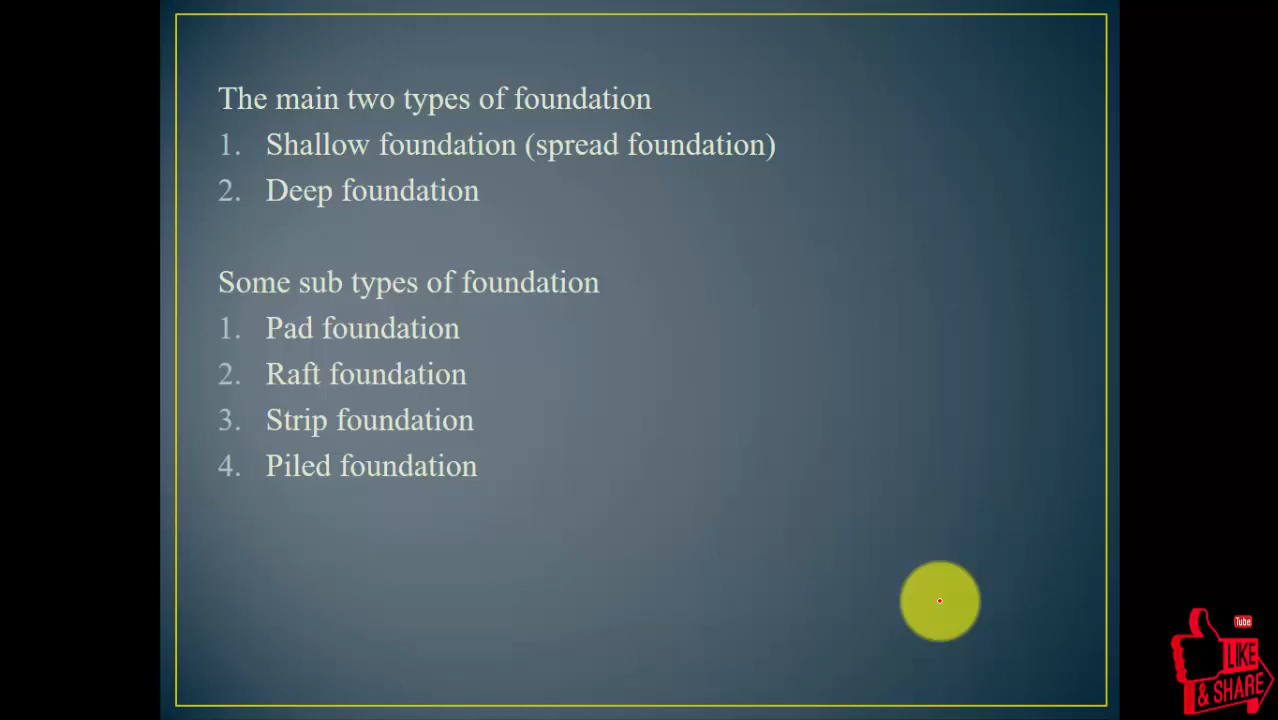 The main two types of foundation
1. Shallow foundation (spread foundation)
2. Deep foundation
Some sub types of foundation
1. Pad foundation
2. Raft foundation
3. Strip foundation
4. Piled foundation
Tube
LIKE
& SHARE